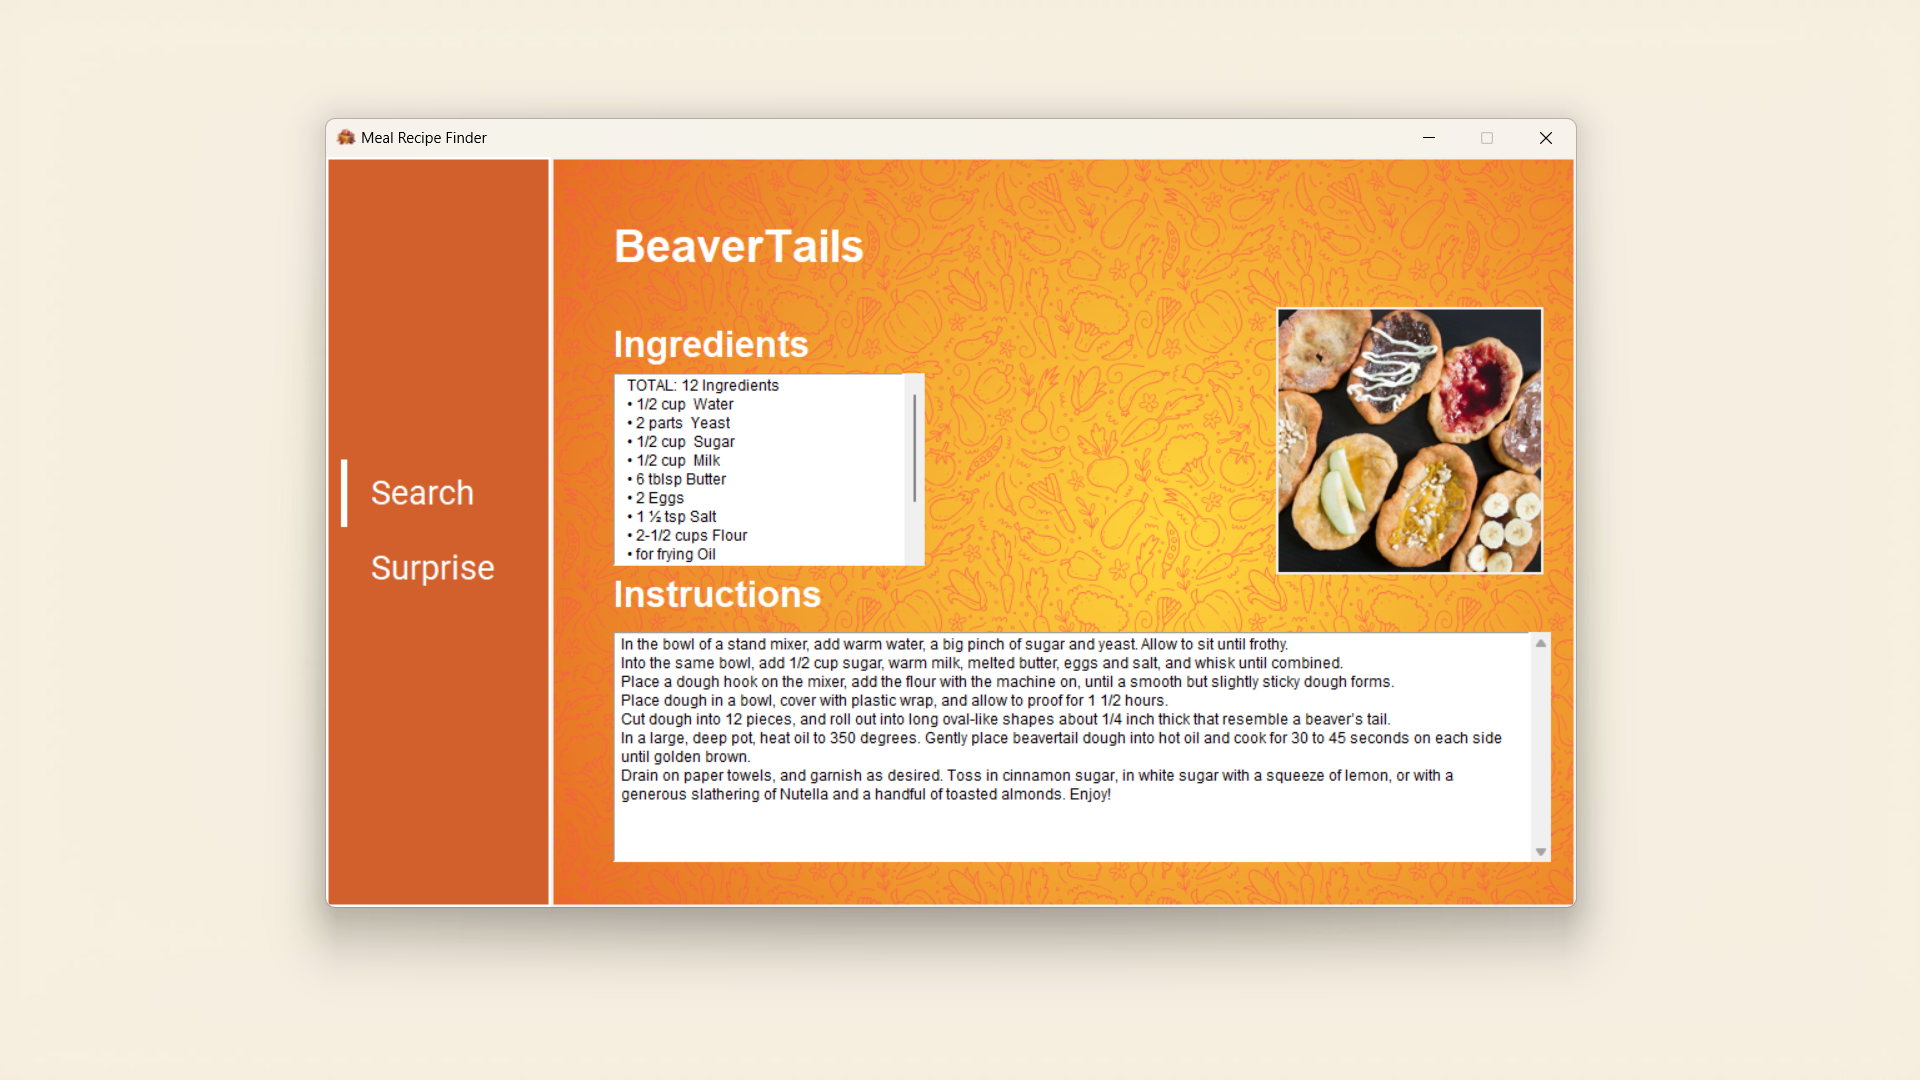 Meal Recipe Finder
Search
Surprise
BeaverTails
Ingredients
TOTAL: 12 Ingredients
• 1/2 cup  Water
• 2 parts  Yeast
• 1/2 cup  Sugar
• 1/2 cup  Milk
• 6 tblsp Butter
• 2 Eggs
• 1 ½ tsp Salt
• 2-1/2 cups Flour
• for frying Oil
Instructions
In the bowl of a stand mixer, add warm water, a big pinch of sugar and yeast. Allow to sit until frothy.
Into the same bowl, add 1/2 cup sugar, warm milk, melted butter, eggs and salt, and whisk until combined.
Place a dough hook on the mixer, add the flour with the machine on, until a smooth but slightly sticky dough forms.
Place dough in a bowl, cover with plastic wrap, and allow to proof for 1 1/2 hours.
Cut dough into 12 pieces, and roll out into long oval-like shapes about 1/4 inch thick that resemble a beaver’s tail.
In a large, deep pot, heat oil to 350 degrees. Gently place beavertail dough into hot oil and cook for 30 to 45 seconds on each side
until golden brown.
Drain on paper towels, and garnish as desired. Toss in cinnamon sugar, in white sugar with a squeeze of lemon, or with a
generous slathering of Nutella and a handful of toasted almonds. Enjoy!